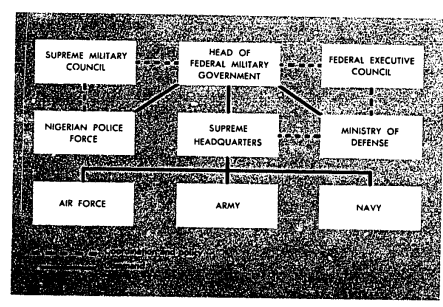 SUPREME MILITARY
COUNCIL
HEAD OF
FEDERAL MILITARY
GOVERNMENT
FEDERAL EXECUTIVE
COUNCIL
NIGERIAN POLICE
FORCE
SUPREME
HEADQUARTERS
MINISTRY OF
DEFENSE
AIR FORCE
ARMY
NAVY